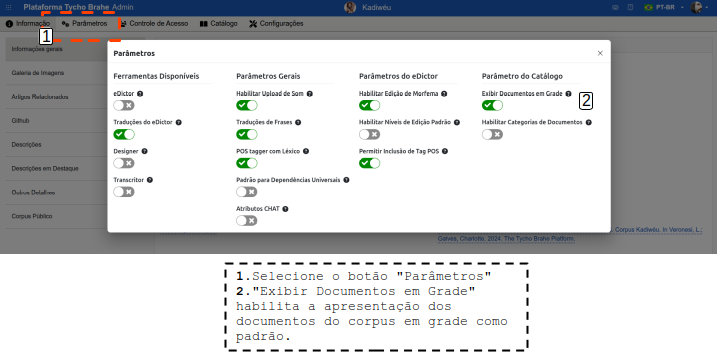 Plataforma Tycho Brahe Admin
Kadiwéu
PT-BR
Informação
Parâmetros
Controle de Acesso
Catálogo
Configurações
1
Informações gerais
Galeria de Imagens
Artigos Relacionados
Github
Descrições
Descrições em Destaque
Outros Detalhes
Corpus Público
Parâmetros
×
Ferramentas Disponíveis
eDictor
Traduções do eDictor
Designer
Transcritor
Parâmetros Gerais
Habilitar Upload de Som
Traduções de Frases
POS tagger com Léxico
Padrão para Dependências Universais
Atributos CHAT
Parâmetros do eDictor
Habilitar Edição de Morfema
Habilitar Níveis de Edição Padrão
Permitir Inclusão de Tag POS
Parâmetro do Catálogo
Exibir Documentos em Grade
2
Habilitar Categorias de Documentos
Corpus Kadiwéu. In Veronesi, L.;
Galves, Charlotte. 2024. The Tycho Brahe Platform.
1.Selecione o botão "Parâmetros"
2."Exibir Documentos em Grade"
habilita a apresentação dos
documentos do corpus em grade como
padrão.